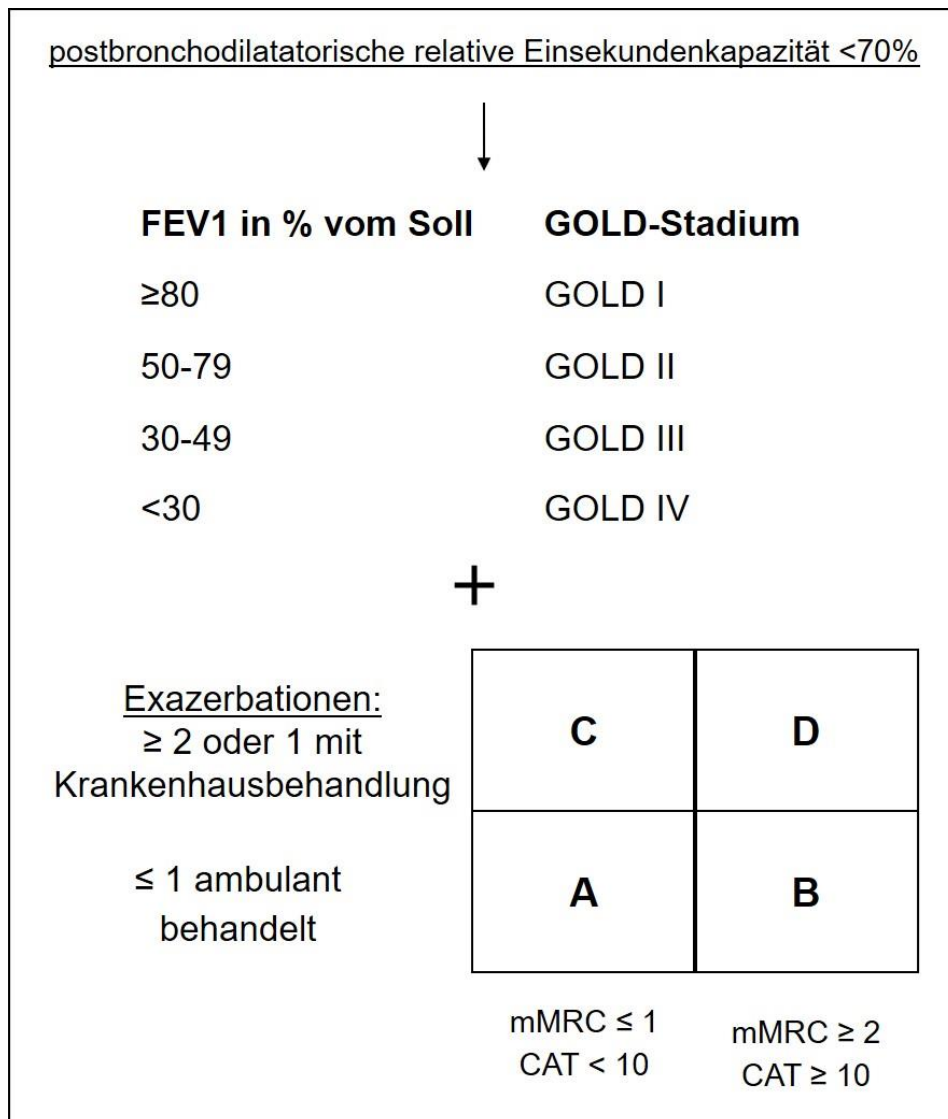 postbronchodilatatorische relative Einsekundenkapazität <70%
FEV1 in % vom Soll GOLD-Stadium
≥80 GOLD I
50-79 GOLD II
30-49 GOLD III
<30 GOLD IV
+
Exazerbationen:
≥ 2 oder 1 mit
Krankenhausbehandlung
C D
≤ 1 ambulant
behandelt
A B
mMRC ≤ 1
CAT < 10
mMRC ≥ 2
CAT ≥ 10